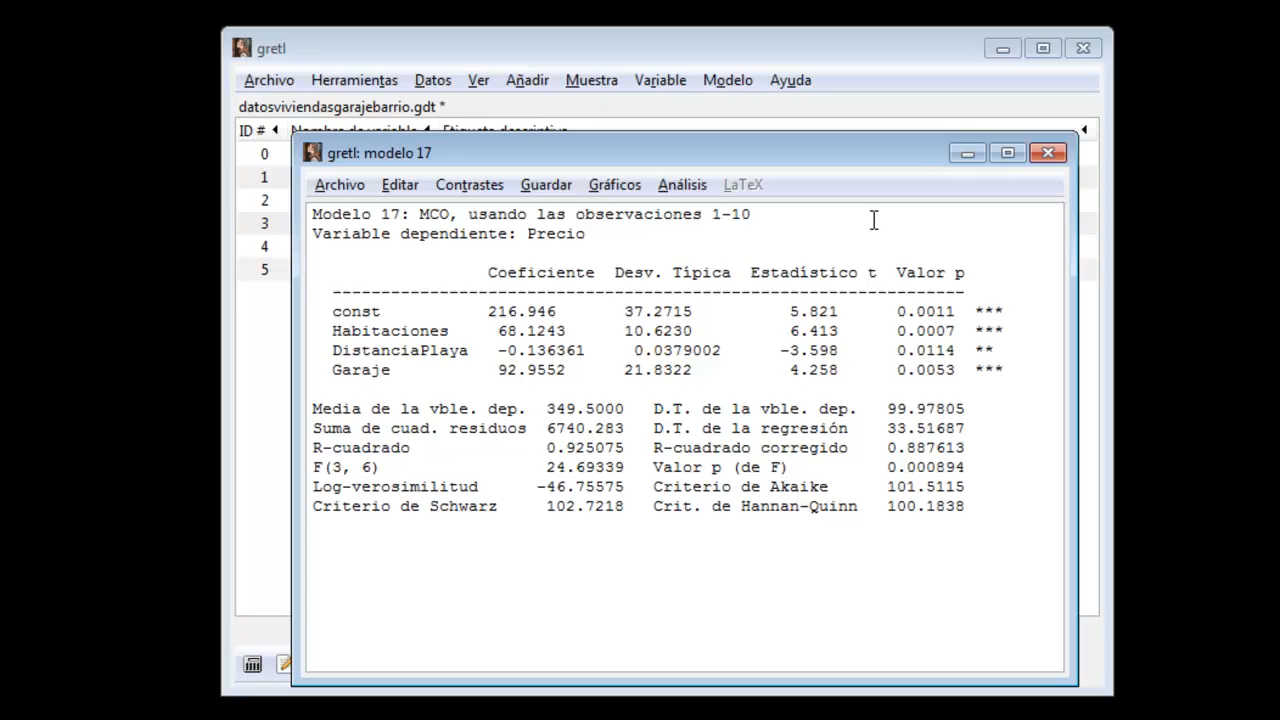 gretl
Archivo Herramientas Datos Ver Añadir Muestra Variable Modelo Ayuda
datosviviendasgarajebarrio.gdt *
ID # Nombre de variable Etiqueta descriptiva
0
1
2
3
4
5
gretl: modelo 17
Archivo Editar Contrastes Guardar Gráficos Análisis LaTeX
Modelo 17: MCO, usando las observaciones 1-10
Variable dependiente: Precio
Coeficiente Desv. Típica Estadístico t Valor p
const 216.946 37.2715 5.821 0.0011 ***
Habitaciones 68.1243 10.6230 6.413 0.0007 ***
DistanciaPlaya -0.136361 0.0379002 -3.598 0.0114 **
Garaje 92.9552 21.8322 4.258 0.0053 ***
Media de la vble. dep. 349.5000 D.T. de la vble. dep. 99.97805
Suma de cuad. residuos 6740.283 D.T. de la regresión 33.51687
R-cuadrado 0.925075 R-cuadrado corregido 0.887613
F(3, 6) 24.69339 Valor p (de F) 0.000894
Log-verosimilitud -46.75575 Criterio de Akaike 101.5115
Criterio de Schwarz 102.7218 Crit. de Hannan-Quinn 100.1838